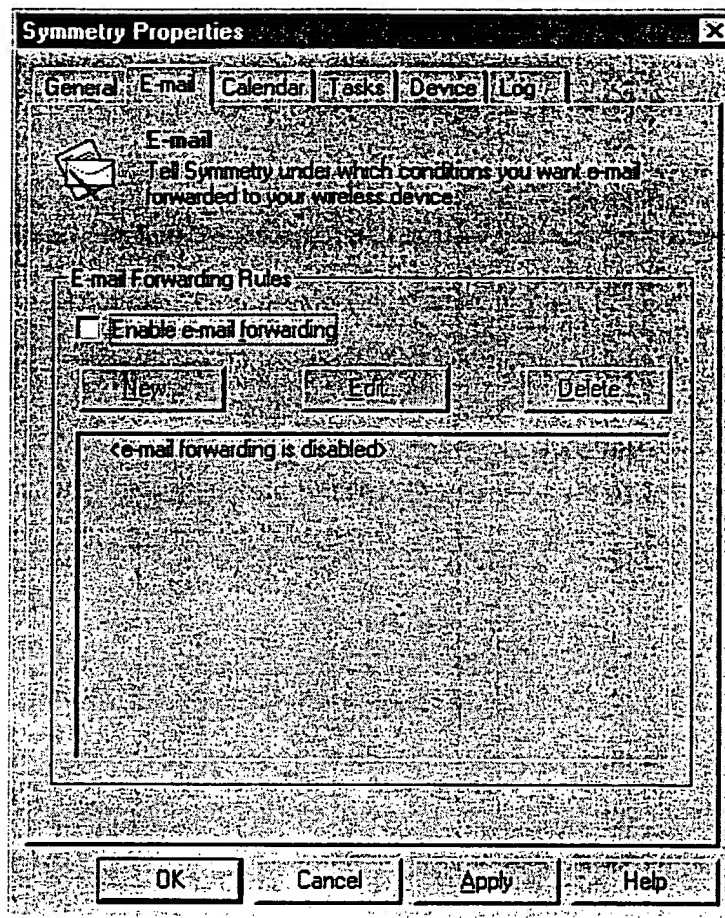 Symmetry Properties
General E-mail Calendar Tasks Device Log
E-mail
Tell Symmetry under which conditions you want e-mail
forwarded to your wireless device.
E-mail Forwarding Rules
Enable e-mail forwarding
New... Edit... Delete...
<e-mail forwarding is disabled>
OK Cancel Apply Help